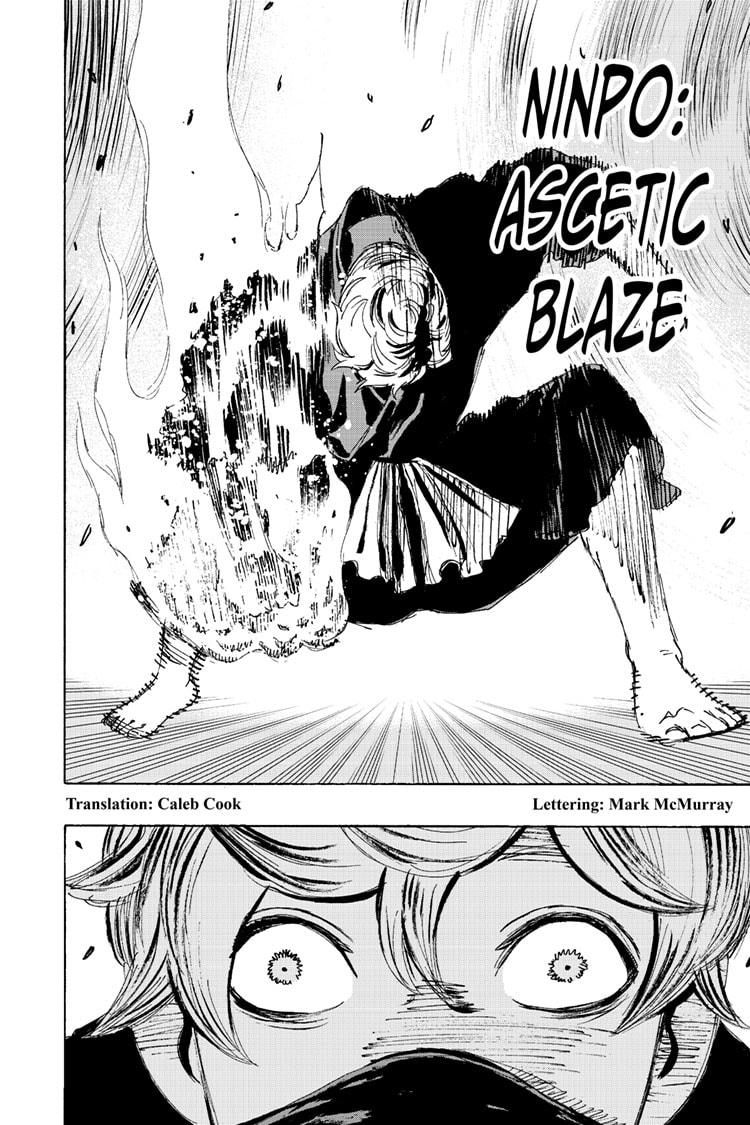 NINPO:
ASCETIC
BLAZE
Translation: Caleb Cook
Lettering: Mark McMurray